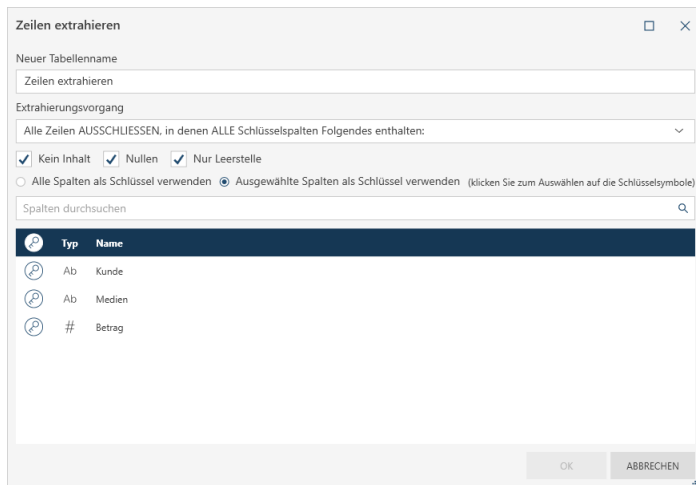 Zeilen extrahieren
Neuer Tabellenname
Zeilen extrahieren
Extrahierungsvorgang
Alle Zeilen AUSSCHLIESSEN, in denen ALLE Schlüsselspalten Folgendes enthalten:
Kein Inhalt Nullen Nur Leerstelle
Alle Spalten als Schlüssel verwenden Ausgewählte Spalten als Schlüssel verwenden (klicken Sie zum Auswählen auf die Schlüsselsymbole)
Spalten durchsuchen
Typ Name
Ab Kunde
Ab Medien
# Betrag
OK ABBRECHEN